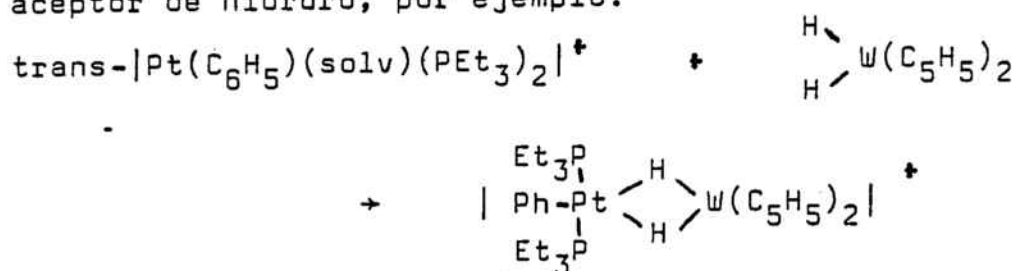 aceptor de hidruro, por ejemplo:
trans-|Pt(C₆H₅)(solv)(PEt₃)₂|⁺ + H H W(C₅H₅)₂
→ | Et₃P Ph-Pt Et₃P H H W(C₅H₅)₂|⁺